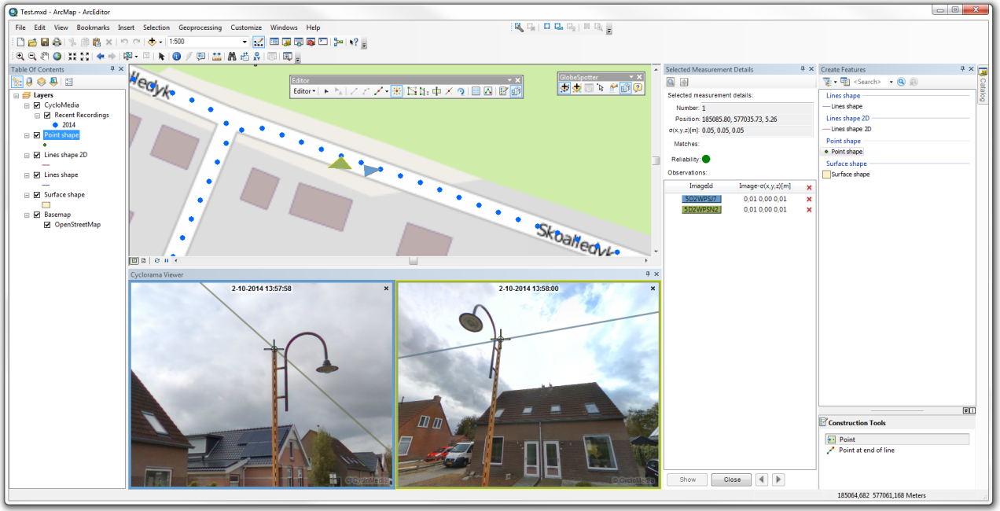 Test.mxd - ArcMap - ArcEditor
File Edit View Bookmarks Insert Selection Geoprocessing Customize Windows Help
1:500
Table Of Contents
Layers
CycloMedia
Recent Recordings
2014
Point shape
Lines shape 2D
Lines shape
Surface shape
Basemap
OpenStreetMap
Editor
Editor
GlobeSpotter
Skoalledyk
Cyclorama Viewer
2-10-2014 13:57:58
© CycloMedia
2-10-2014 13:58:00
© CycloMedia
Selected Measurement Details
Selected measurement details:
Number: 1
Position: 185085.80, 577035.73, 5.26
σ(x,y,z)[m]: 0.05, 0.05, 0.05
Matches:
Reliability:
Observations:
ImageId Image-σ(x,y,z)[m]
5D2WPSJ7 0,01 0,00 0,01
5D2WPSN2 0,01 0,00 0,01
Show Close
Create Features
<Search>
Lines shape
Lines shape
Lines shape 2D
Lines shape 2D
Point shape
Point shape
Surface shape
Surface shape
Construction Tools
Point
Point at end of line
Catalog
185064,682 577061,168 Meters